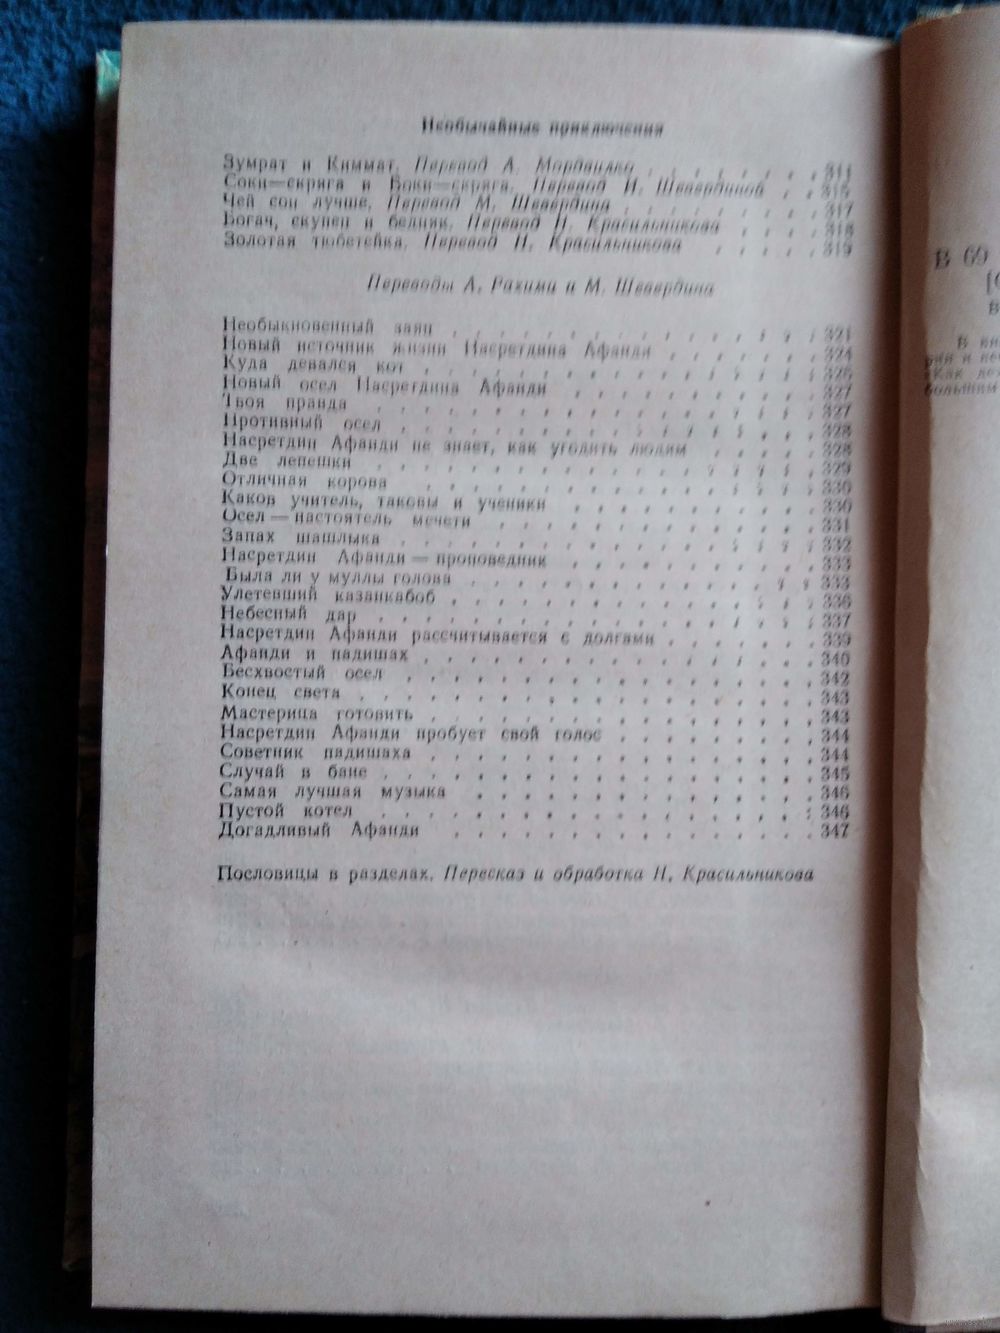 Необычайные приключения
Зумрат и Киммат. Перевод А. Мордвилко . . . . . . . 311
Соки—скряга и Боки—скряга. Перевод И. Шевердиной . . 315
Чей сон лучше. Перевод М. Шевердина . . . . . . . . 317
Богач, скупец и бедняк. Перевод Н. Красильникова . . . . 318
Золотая тюбетейка. Перевод Н. Красильникова . . . . . 319
Переводы А. Рахими и М. Шевердина
Необыкновенный заяц . . . . . . . . . . . . . . . 321
Новый источник жизни Насретдина Афанди . . . . . . . 324
Куда девался кот . . . . . . . . . . . . . . . . 326
Новый осел Насретдина Афанди . . . . . . . . . . 327
Твоя правда . . . . . . . . . . . . . . . . . . 327
Противный осел . . . . . . . . . . . . . . . . . 328
Насретдин Афанди не знает, как угодить людям . . . . . 328
Две лепешки . . . . . . . . . . . . . . . . . . 329
Отличная корова . . . . . . . . . . . . . . . . 330
Каков учитель, таковы и ученики . . . . . . . . . . 330
Осел — настоятель мечети . . . . . . . . . . . . . 331
Запах шашлыка . . . . . . . . . . . . . . . . . 332
Насретдин Афанди — проповедник . . . . . . . . . . 333
Была ли у муллы голова . . . . . . . . . . . . . . 333
Улетевший казанкабоб . . . . . . . . . . . . . . . 336
Небесный дар . . . . . . . . . . . . . . . . . . 337
Насретдин Афанди рассчитывается с долгами . . . . . . 339
Афанди и падишах . . . . . . . . . . . . . . . . 340
Бесхвостый осел . . . . . . . . . . . . . . . . . 342
Конец света . . . . . . . . . . . . . . . . . . . 343
Мастерица готовить . . . . . . . . . . . . . . . . 343
Насретдин Афанди пробует свой голос . . . . . . . . 344
Советник падишаха . . . . . . . . . . . . . . . . 344
Случай в бане . . . . . . . . . . . . . . . . . . 345
Самая лучшая музыка . . . . . . . . . . . . . . . 346
Пустой котел . . . . . . . . . . . . . . . . . . 346
Догадливый Афанди . . . . . . . . . . . . . . . . 347
Пословицы в разделах. Пересказ и обработка Н. Красильникова
В 69
В
В
рия и
«Как
большим